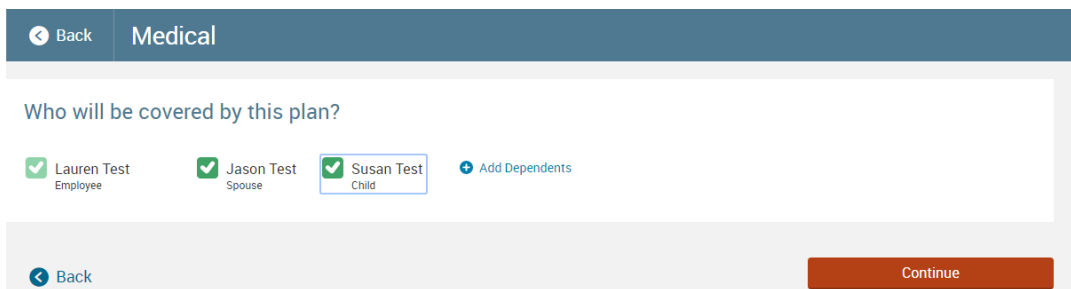 Back Medical
Who will be covered by this plan?
Lauren Test Jason Test Susan Test Add Dependents
Employee Spouse Child
Back Continue